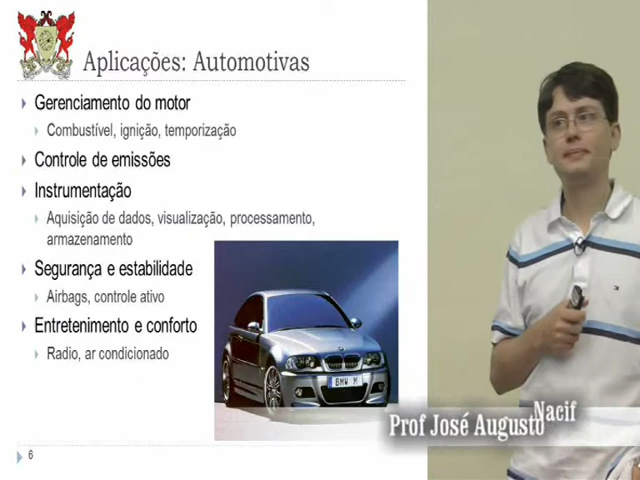 Aplicações: Automotivas
Gerenciamento do motor
Combustível, ignição, temporização
Controle de emissões
Instrumentação
Aquisição de dados, visualização, processamento,
armazenamento
Segurança e estabilidade
Airbags, controle ativo
Entretenimento e conforto
Radio, ar condicionado
BMW M
Prof José Augusto Nacif
6